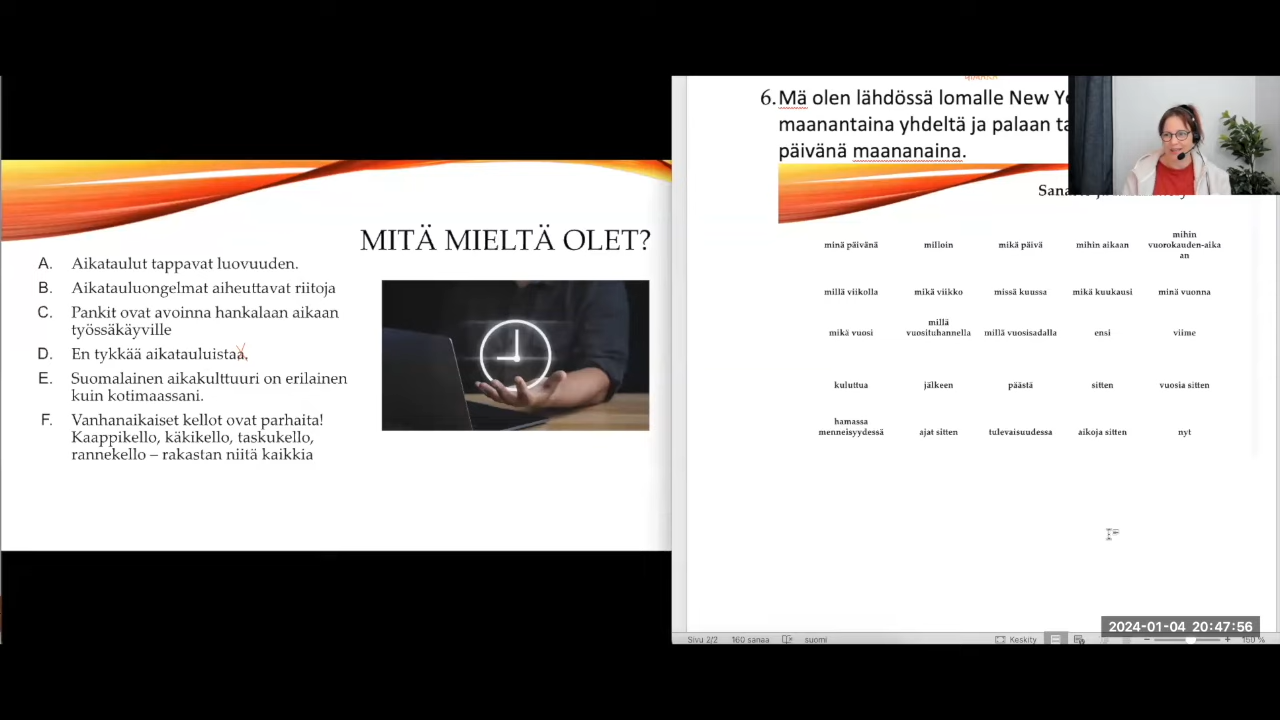 MITÄ MIELTÄ OLET?
A. Aikataulut tappavat luovuuden.
B. Aikatauluongelmat aiheuttavat riitoja
C. Pankit ovat avoinna hankalaan aikaan
työssäkäyville
D. En tykkää aikatauluistaa.
E. Suomalainen aikakulttuuri on erilainen
kuin kotimaassani.
F. Vanhanaikaiset kellot ovat parhaita!
Kaappikello, käkikello, taskukello,
rannekello – rakastan niitä kaikkia
6. Mä olen lähdössä lomalle New
maanantaina yhdeltä ja palaan
päivänä maananaina.
minä päivänä milloin mikä päivä mihin aikaan mihin
vuorokauden-aika
an
millä viikolla mikä viikko missä kuussa mikä kuukausi minä vuonna
mikä vuosi millä
vuosituhannella millä vuosisadalla ensi viime
kuluttua jälkeen päästä sitten vuosia sitten
hamassa
menneisyydessä ajat sitten tulevaisuudessa aikoja sitten nyt
2024-01-04 20:47:56
Sivu 2/2 160 sanaa suomi Keskity 150 %